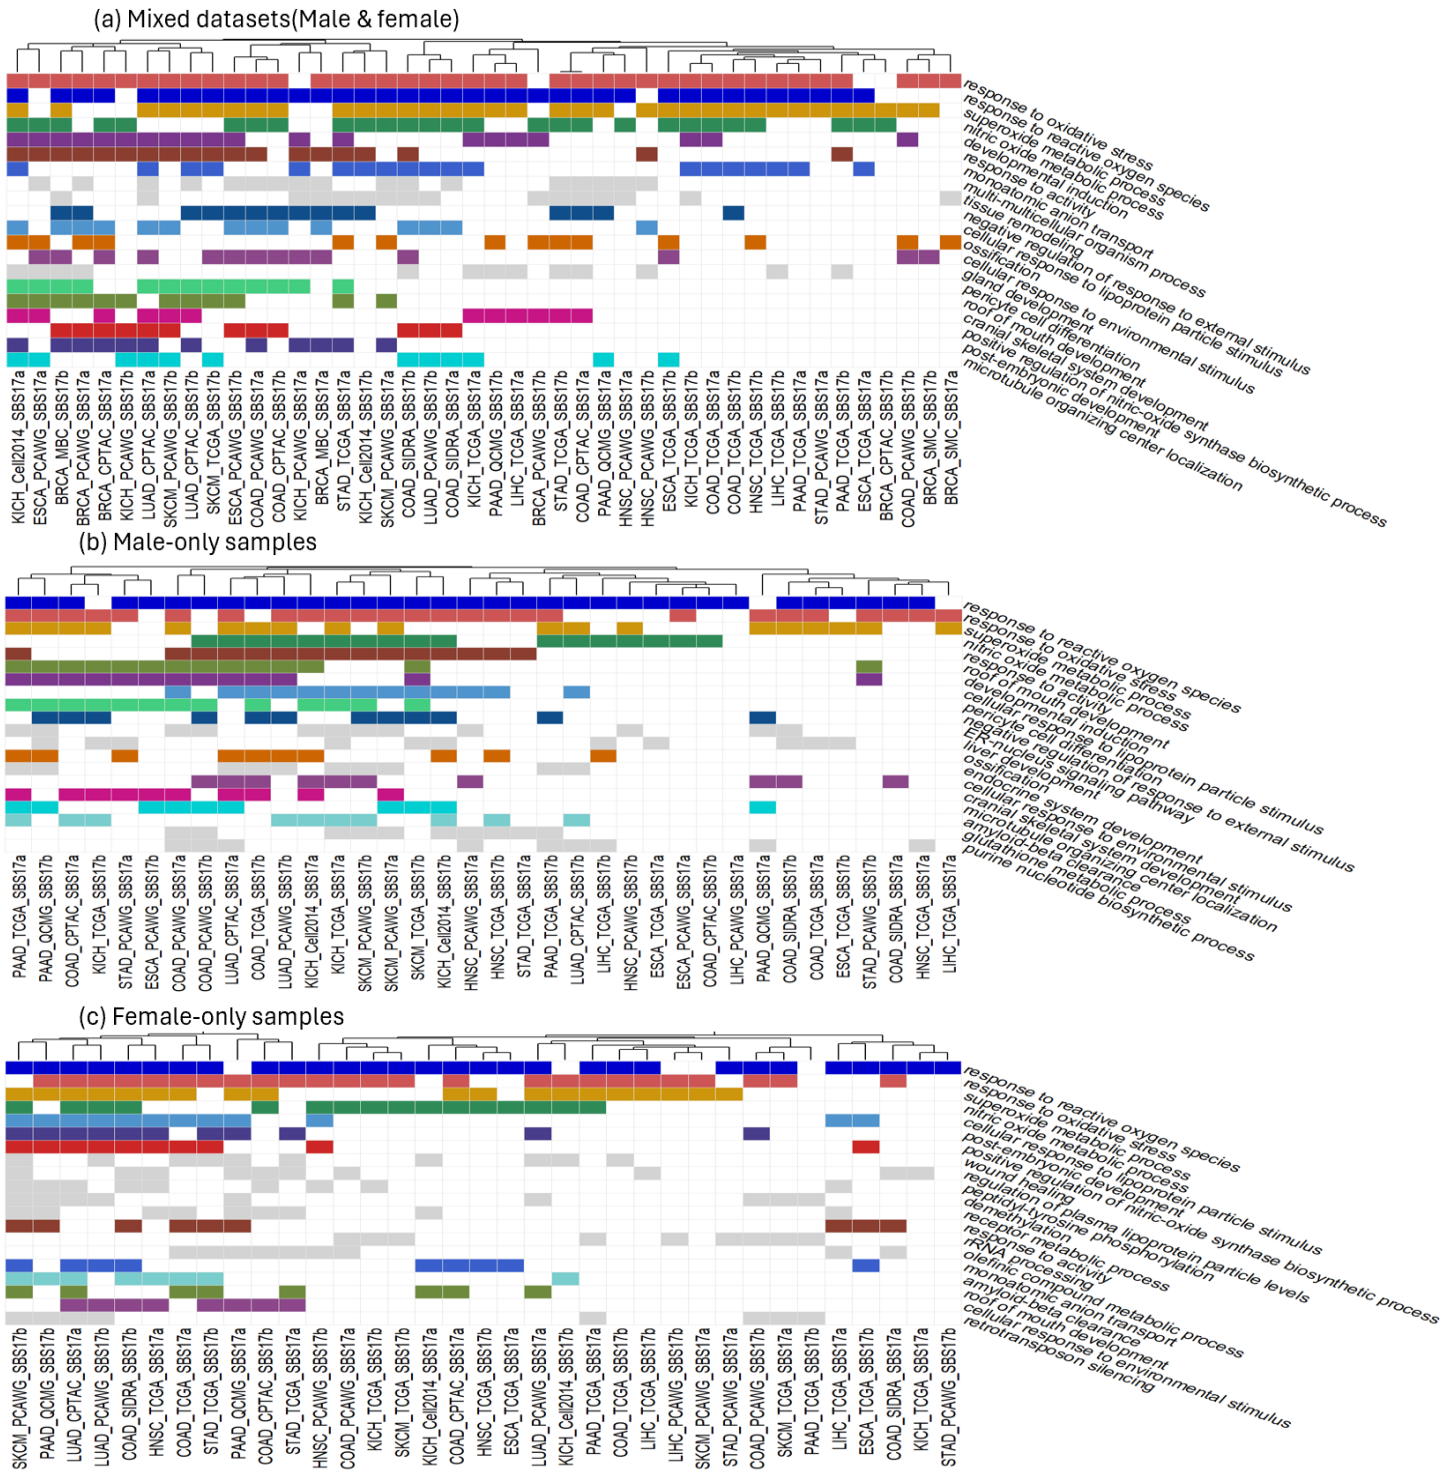 (a) Mixed datasets(Male & female)
response to oxidative stress
response to reactive oxygen species
superoxide metabolic process
nitric oxide metabolic process
developmental induction
response to activity
monoatomic anion transport
multi-multicellular organism process
tissue remodeling
negative regulation of response to external stimulus
cellular response to lipoprotein particle stimulus
ossification
cellular response to environmental stimulus
gland development
pericyte cell differentiation
roof of mouth development
cranial skeletal system development
positive regulation of nitric-oxide synthase biosynthetic process
post-embryonic development
microtubule organizing center localization
KICH_Cell2014_SBS17a
ESCA_PCAWG_SBS17a
BRCA_MBC_SBS17b
BRCA_PCAWG_SBS17a
BRCA_CPTAC_SBS17a
KICH_PCAWG_SBS17b
LUAD_CPTAC_SBS17a
SKCM_PCAWG_SBS17b
LUAD_CPTAC_SBS17b
SKCM_TCGA_SBS17b
ESCA_PCAWG_SBS17b
COAD_PCAWG_SBS17a
COAD_CPTAC_SBS17b
KICH_PCAWG_SBS17a
BRCA_MBC_SBS17a
STAD_TCGA_SBS17a
KICH_Cell2014_SBS17b
SKCM_PCAWG_SBS17a
COAD_SIDRA_SBS17b
LUAD_PCAWG_SBS17b
COAD_SIDRA_SBS17a
KICH_TCGA_SBS17a
PAAD_QCMG_SBS17b
LIHC_TCGA_SBS17a
BRCA_PCAWG_SBS17b
STAD_TCGA_SBS17b
COAD_CPTAC_SBS17a
PAAD_QCMG_SBS17a
HNSC_PCAWG_SBS17a
HNSC_PCAWG_SBS17b
ESCA_TCGA_SBS17b
KICH_TCGA_SBS17b
COAD_TCGA_SBS17a
COAD_TCGA_SBS17b
HNSC_TCGA_SBS17b
LIHC_TCGA_SBS17b
PAAD_TCGA_SBS17a
STAD_PCAWG_SBS17a
PAAD_TCGA_SBS17b
ESCA_TCGA_SBS17a
BRCA_CPTAC_SBS17b
COAD_PCAWG_SBS17b
BRCA_SMC_SBS17b
BRCA_SMC_SBS17a
(b) Male-only samples
response to reactive oxygen species
response to oxidative stress
superoxide metabolic process
nitric oxide metabolic process
response to activity
roof of mouth development
developmental induction
cellular response to lipoprotein particle stimulus
pericyte cell differentiation
negative regulation of response to external stimulus
ER-nucleus signaling pathway
liver development
ossification
endocrine system development
cellular response to environmental stimulus
cranial skeletal system development
microtubule organizing center localization
amyloid-beta clearance
glutathione metabolic process
purine nucleotide biosynthetic process
PAAD_TCGA_SBS17a
PAAD_QCMG_SBS17b
COAD_CPTAC_SBS17a
KICH_TCGA_SBS17b
STAD_PCAWG_SBS17a
ESCA_PCAWG_SBS17b
COAD_PCAWG_SBS17a
COAD_PCAWG_SBS17b
LUAD_CPTAC_SBS17a
COAD_TCGA_SBS17b
LUAD_PCAWG_SBS17b
KICH_Cell2014_SBS17a
KICH_TCGA_SBS17a
SKCM_PCAWG_SBS17b
SKCM_PCAWG_SBS17a
SKCM_TCGA_SBS17b
KICH_Cell2014_SBS17b
HNSC_PCAWG_SBS17a
HNSC_TCGA_SBS17b
STAD_TCGA_SBS17a
PAAD_TCGA_SBS17b
LUAD_CPTAC_SBS17b
LIHC_TCGA_SBS17b
HNSC_PCAWG_SBS17b
ESCA_TCGA_SBS17a
ESCA_PCAWG_SBS17a
COAD_CPTAC_SBS17b
LIHC_PCAWG_SBS17a
PAAD_QCMG_SBS17a
COAD_SIDRA_SBS17b
COAD_TCGA_SBS17a
ESCA_TCGA_SBS17b
STAD_PCAWG_SBS17b
COAD_SIDRA_SBS17a
HNSC_TCGA_SBS17a
LIHC_TCGA_SBS17a
(c) Female-only samples
response to reactive oxygen species
response to oxidative stress
superoxide metabolic process
nitric oxide metabolic process
cellular response to lipoprotein particle stimulus
post-embryonic development
positive regulation of nitric-oxide synthase biosynthetic process
wound healing
regulation of plasma lipoprotein particle levels
peptidyl-tyrosine phosphorylation
demethylation
receptor metabolic process
response to activity
rRNA processing
olefinic compound metabolic process
monoatomic anion transport
amyloid-beta clearance
roof of mouth development
cellular response to environmental stimulus
retrotransposon silencing
SKCM_PCAWG_SBS17b
PAAD_QCMG_SBS17b
LUAD_CPTAC_SBS17a
LUAD_PCAWG_SBS17b
COAD_SIDRA_SBS17b
HNSC_TCGA_SBS17a
COAD_TCGA_SBS17a
STAD_TCGA_SBS17b
PAAD_QCMG_SBS17a
COAD_CPTAC_SBS17b
STAD_TCGA_SBS17a
HNSC_PCAWG_SBS17b
COAD_PCAWG_SBS17a
KICH_TCGA_SBS17b
SKCM_TCGA_SBS17a
KICH_Cell2014_SBS17a
COAD_CPTAC_SBS17a
HNSC_TCGA_SBS17b
ESCA_TCGA_SBS17a
LUAD_PCAWG_SBS17a
KICH_Cell2014_SBS17b
PAAD_TCGA_SBS17a
COAD_TCGA_SBS17b
LIHC_TCGA_SBS17b
LIHC_PCAWG_SBS17b
SKCM_PCAWG_SBS17a
STAD_PCAWG_SBS17a
COAD_PCAWG_SBS17b
SKCM_TCGA_SBS17b
PAAD_TCGA_SBS17b
LIHC_TCGA_SBS17a
ESCA_TCGA_SBS17b
COAD_SIDRA_SBS17a
KICH_TCGA_SBS17a
STAD_PCAWG_SBS17b